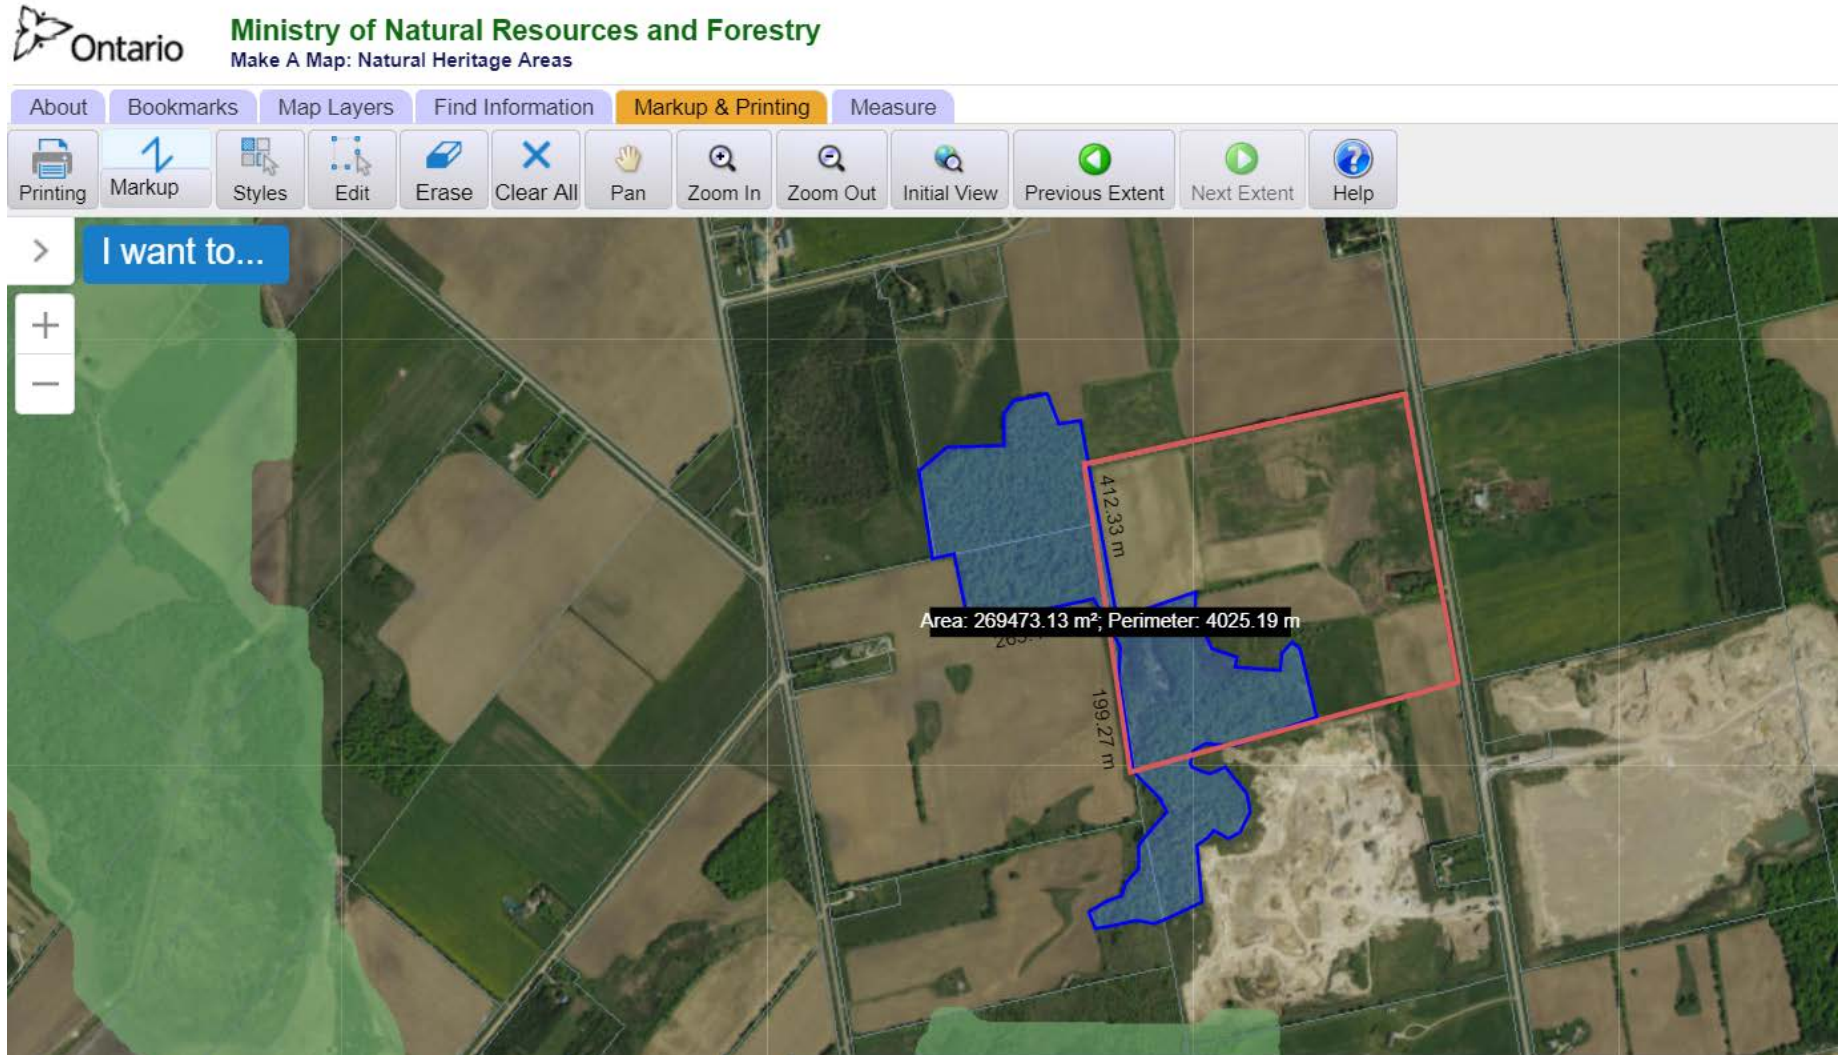 Ontario
Ministry of Natural Resources and Forestry
Make A Map: Natural Heritage Areas
About Bookmarks Map Layers Find Information Markup & Printing Measure
Printing Markup Styles Edit Erase Clear All Pan Zoom In Zoom Out Initial View Previous Extent Next Extent Help
I want to...
412.33 m
Area: 269473.13 m²; Perimeter: 4025.19 m
199.27 m